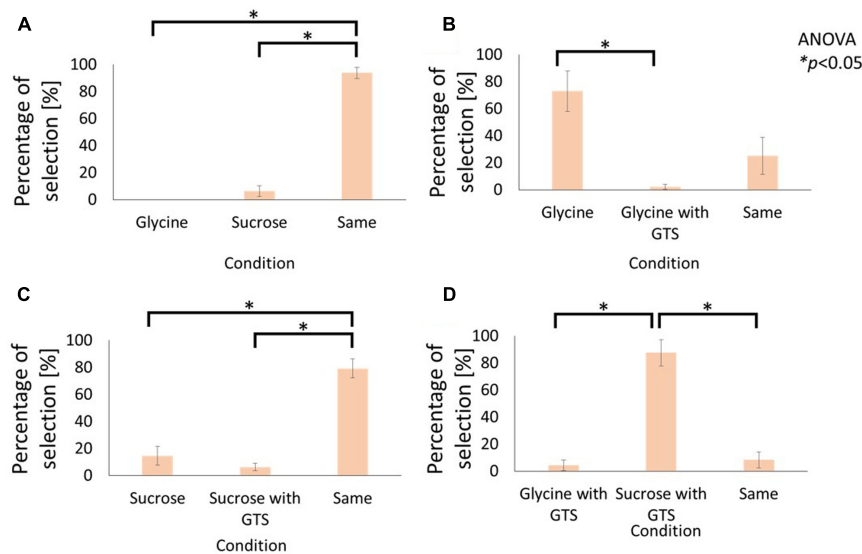 A
*
*
Percentage of
selection [%]
100
80
60
40
20
0
Glycine Sucrose Same
Condition
B
*
ANOVA
*p<0.05
Percentage of
selection [%]
100
80
60
40
20
0
Glycine Glycine with Same
GTS
Condition
C
*
*
Percentage of
selection [%]
100
80
60
40
20
0
Sucrose Sucrose with Same
GTS
Condition
D
* *
Percentage of
selection [%]
100
80
60
40
20
0
Glycine with Sucrose with Same
GTS GTS
Condition